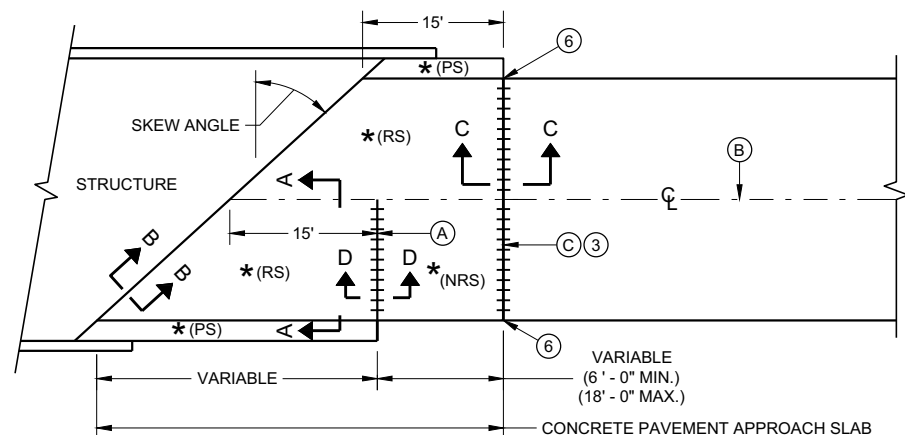 15'
6
*(PS)
SKEW ANGLE
C
C
*(RS)
B
STRUCTURE
A
℄
B
15'
A
D
D
C
3
*(RS)
*(NRS)
B
*(PS)
A
6
VARIABLE
VARIABLE
(6 ' - 0" MIN.)
(18' - 0" MAX.)
CONCRETE PAVEMENT APPROACH SLAB